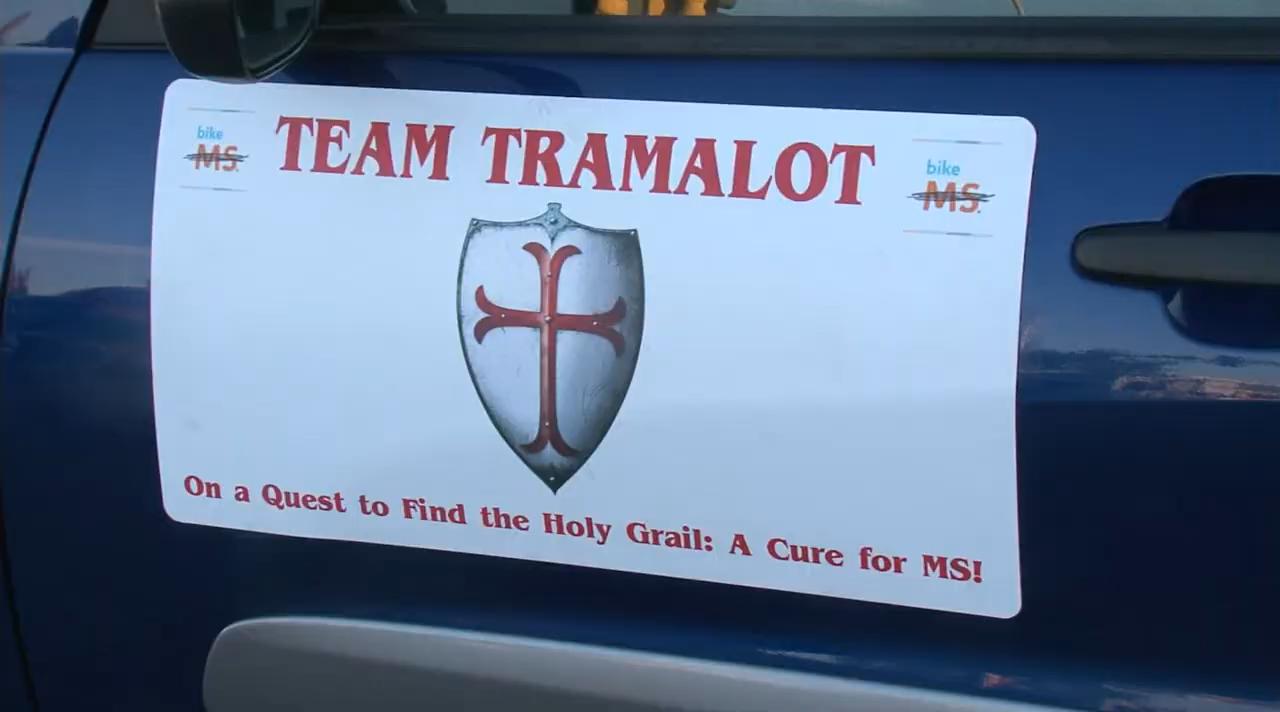 TEAM TRAMALOT
bike
MS.
bike
MS.
On a Quest to Find the Holy Grail: A Cure for MS!